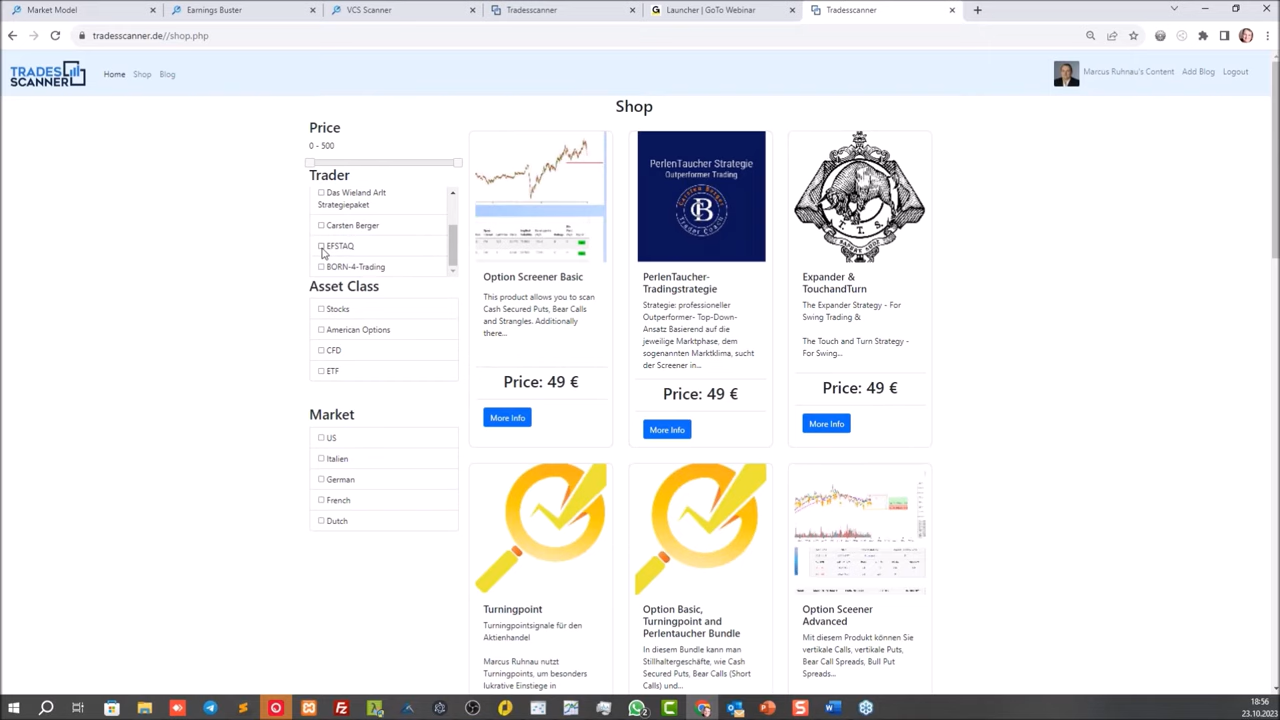 Market Model
Earnings Buster
VCS Scanner
Tradesscanner
Launcher | GoTo Webinar
Tradesscanner
tradesscanner.de//shop.php
TRADES
SCANNER
Home
Shop
Blog
Marcus Ruhnau's Content
Add Blog
Logout
Shop
Price
0 - 500
Trader
Das Wieland Arlt
Strategiepaket
Carsten Berger
EFSTAQ
BORN-4-Trading
Asset Class
Stocks
American Options
CFD
ETF
Market
US
Italien
German
French
Dutch
Option Screener Basic
This product allows you to scan
Cash Secured Puts, Bear Calls
and Strangles. Additionally
there...
Price: 49 €
More Info
PerlenTaucher Strategie
Outperformer Trading
PerlenTaucher-
Tradingstrategie
Strategie: professioneller
Outperformer- Top-Down-
Ansatz Basierend auf die
jeweilige Marktphase, dem
sogenannten Marktklima, sucht
der Screener in...
Price: 49 €
More Info
T. T. S.
Expander &
TouchandTurn
The Expander Strategy - For
Swing Trading &
The Touch and Turn Strategy -
For Swing...
Price: 49 €
More Info
Turningpoint
Turningpointsignale für den
Aktienhandel
Marcus Ruhnau nutzt
Turningpoints, um besonders
lukrative Einstiege in
Option Basic,
Turningpoint and
Perlentaucher Bundle
In diesem Bundle kann man
Stillhaltergeschäfte, wie Cash
Secured Puts, Bear Calls (Short
Calls) und...
Option Sceener
Advanced
Mit diesem Produkt können Sie
vertikale Calls, vertikale Puts,
Bear Call Spreads, Bull Put
Spreads...
18:56
23.10.2023